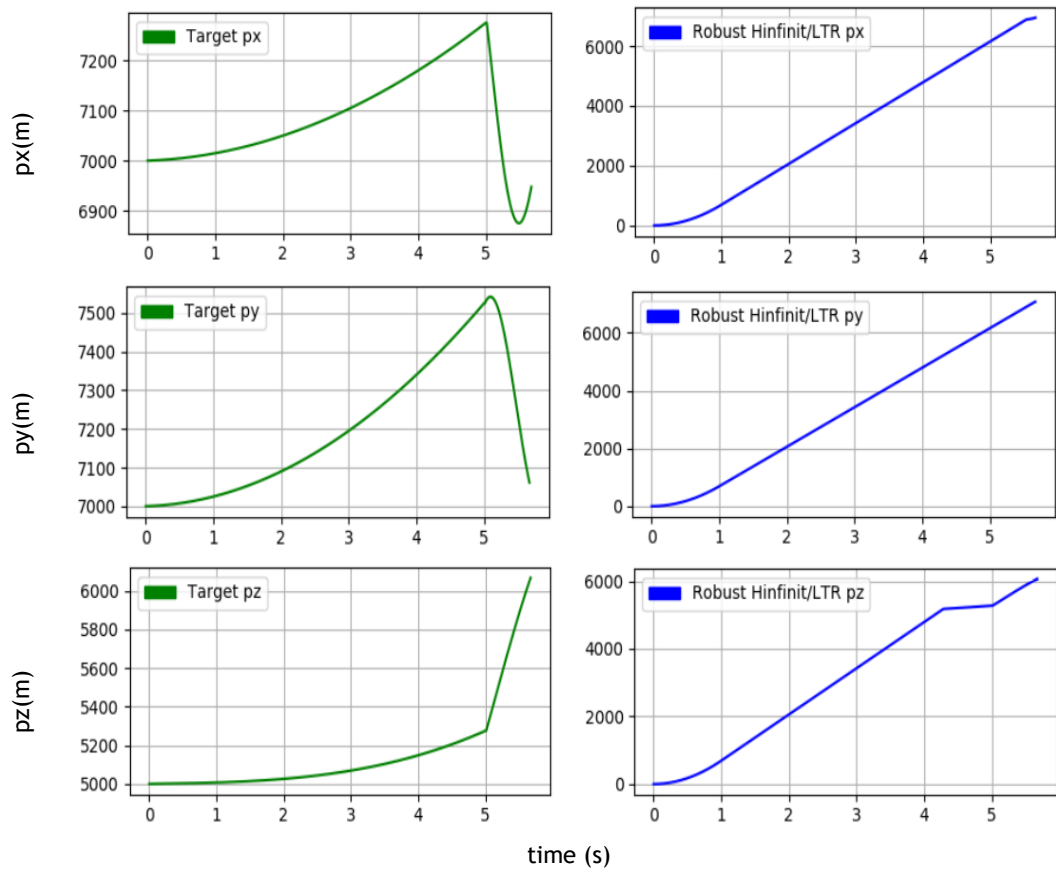 Target px
7200
7100
7000
6900
0 1 2 3 4 5
Robust Hinfinit/LTR px
6000
4000
2000
0
0 1 2 3 4 5
px(m)
Target py
7500
7400
7300
7200
7100
7000
0 1 2 3 4 5
Robust Hinfinit/LTR py
6000
4000
2000
0
0 1 2 3 4 5
py(m)
Target pz
6000
5800
5600
5400
5200
5000
0 1 2 3 4 5
Robust Hinfinit/LTR pz
6000
4000
2000
0
0 1 2 3 4 5
pz(m)
time (s)